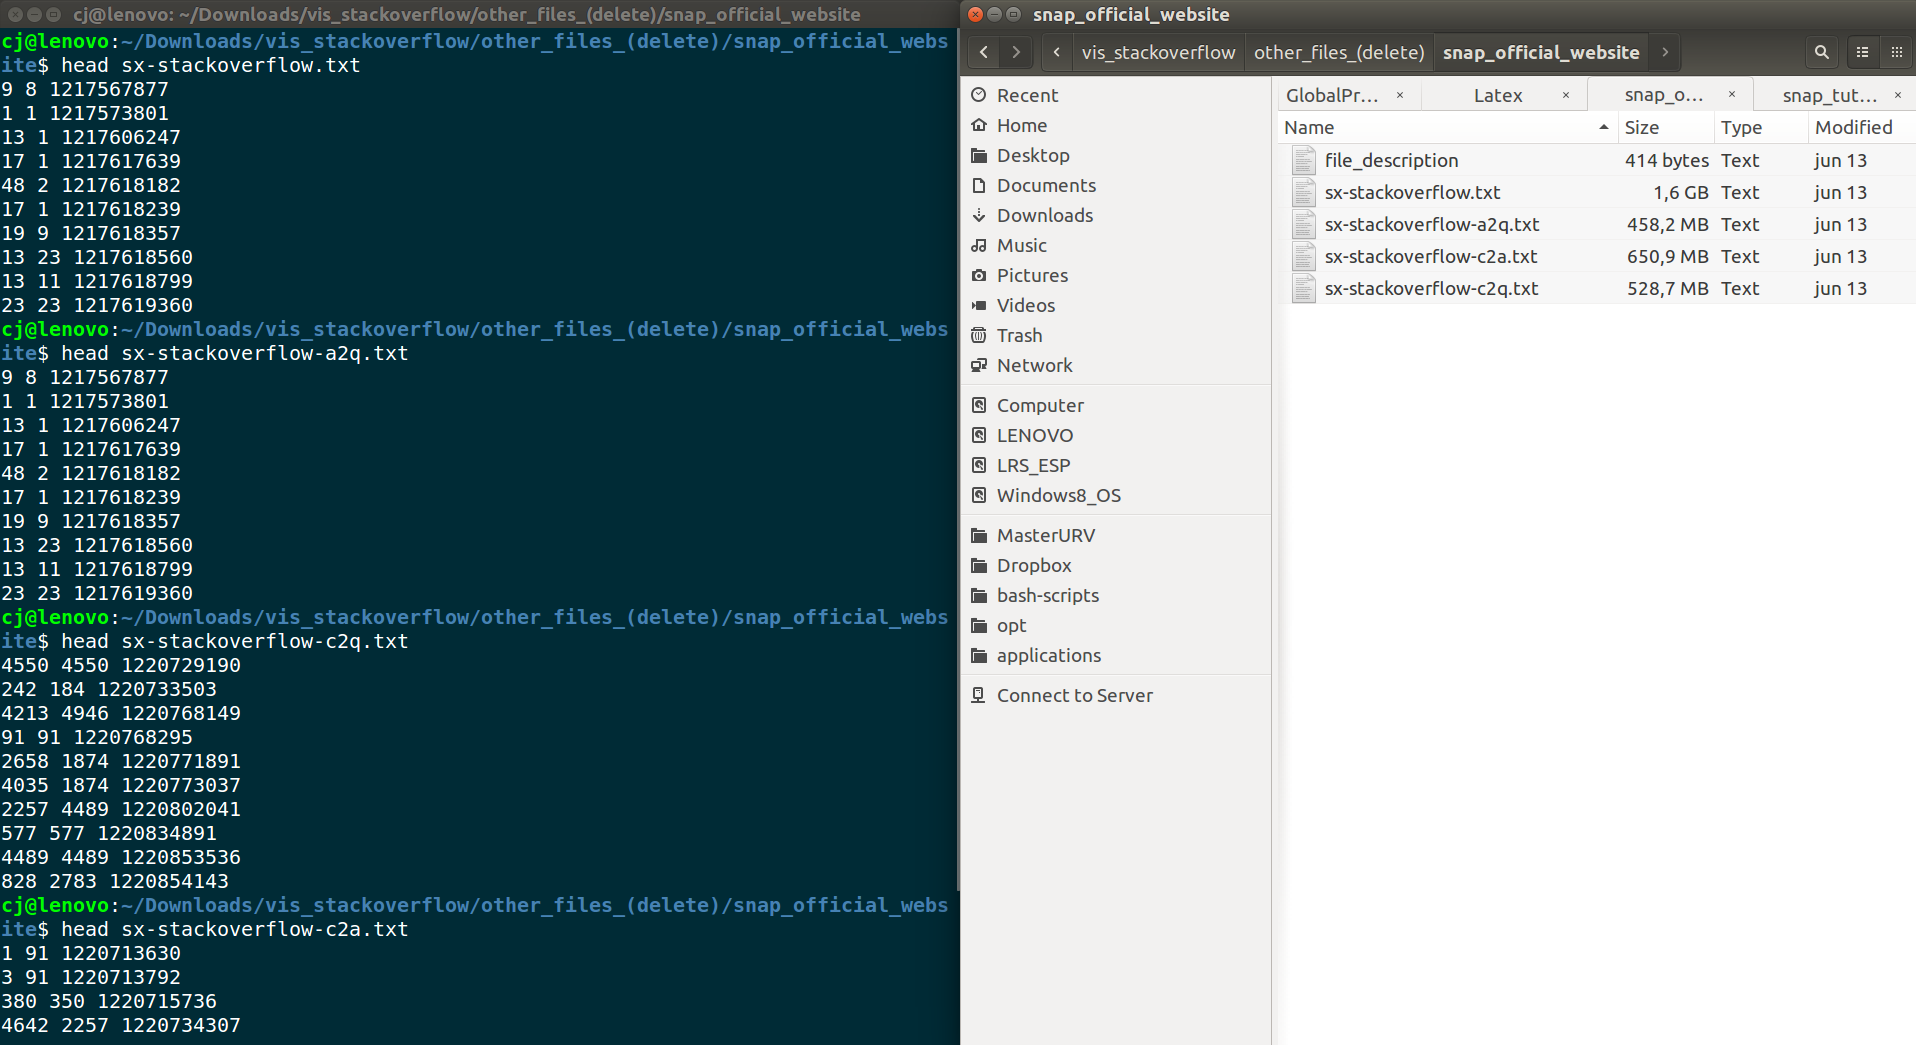 cj@lenovo: ~/Downloads/vis_stackoverflow/other_files_(delete)/snap_official_website
cj@lenovo:~/Downloads/vis_stackoverflow/other_files_(delete)/snap_official_webs
ite$ head sx-stackoverflow.txt
9 8 1217567877
1 1 1217573801
13 1 1217606247
17 1 1217617639
48 2 1217618182
17 1 1217618239
19 9 1217618357
13 23 1217618560
13 11 1217618799
23 23 1217619360
cj@lenovo:~/Downloads/vis_stackoverflow/other_files_(delete)/snap_official_webs
ite$ head sx-stackoverflow-a2q.txt
9 8 1217567877
1 1 1217573801
13 1 1217606247
17 1 1217617639
48 2 1217618182
17 1 1217618239
19 9 1217618357
13 23 1217618560
13 11 1217618799
23 23 1217619360
cj@lenovo:~/Downloads/vis_stackoverflow/other_files_(delete)/snap_official_webs
ite$ head sx-stackoverflow-c2q.txt
4550 4550 1220729190
242 184 1220733503
4213 4946 1220768149
91 91 1220768295
2658 1874 1220771891
4035 1874 1220773037
2257 4489 1220802041
577 577 1220834891
4489 4489 1220853536
828 2783 1220854143
cj@lenovo:~/Downloads/vis_stackoverflow/other_files_(delete)/snap_official_webs
ite$ head sx-stackoverflow-c2a.txt
1 91 1220713630
3 91 1220713792
380 350 1220715736
4642 2257 1220734307
snap_official_website
vis_stackoverflow other_files_(delete) snap_official_website
Recent
Home
Desktop
Documents
Downloads
Music
Pictures
Videos
Trash
Network
Computer
LENOVO
LRS_ESP
Windows8_OS
MasterURV
Dropbox
bash-scripts
opt
applications
Connect to Server
GlobalPr... × Latex × snap_o... × snap_tut... ×
Name Size Type Modified
file_description 414 bytes Text jun 13
sx-stackoverflow.txt 1,6 GB Text jun 13
sx-stackoverflow-a2q.txt 458,2 MB Text jun 13
sx-stackoverflow-c2a.txt 650,9 MB Text jun 13
sx-stackoverflow-c2q.txt 528,7 MB Text jun 13